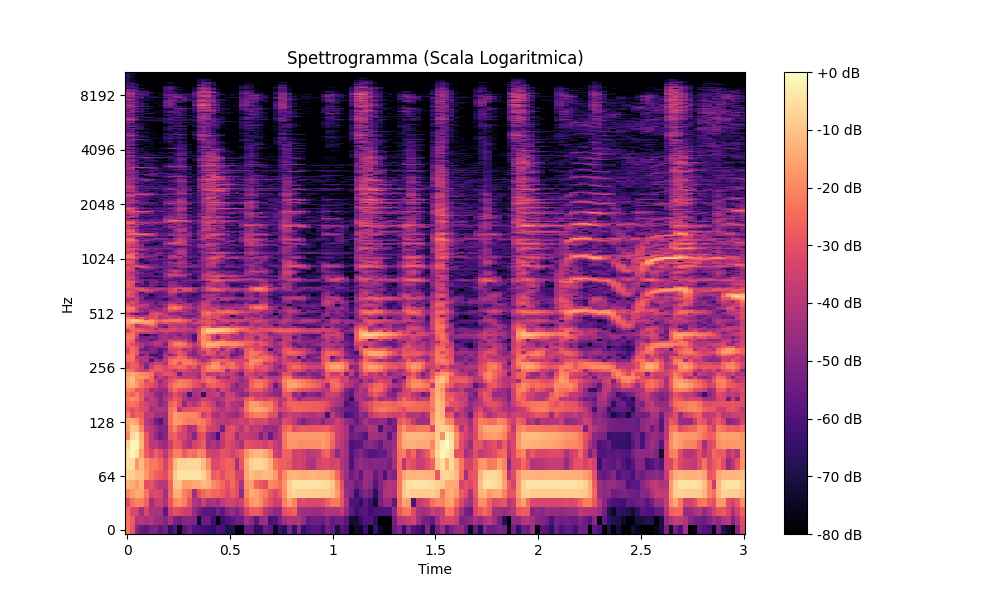 Spettrogramma (Scala Logaritmica)
Hz
8192
4096
2048
1024
512
256
128
64
0
0
0.5
1
1.5
2
2.5
3
Time
+0 dB
-10 dB
-20 dB
-30 dB
-40 dB
-50 dB
-60 dB
-70 dB
-80 dB